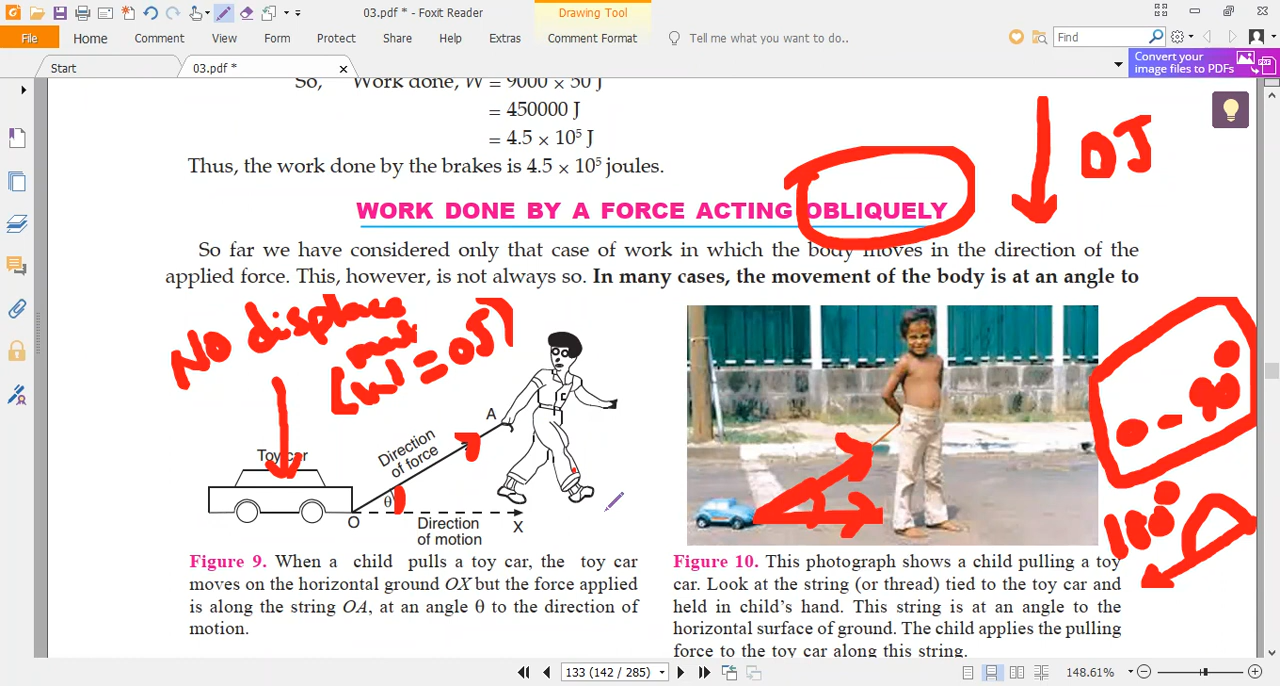 03.pdf * - Foxit Reader
Drawing Tool
File Home Comment View Form Protect Share Help Extras Comment Format Tell me what you want to do.. Find
Start
03.pdf *
Convert your
image files to PDFs
So, Work done, W = 9000 × 50 J
= 450000 J
= 4.5 × 10⁵ J
Thus, the work done by the brakes is 4.5 × 10⁵ joules.
OJ
WORK DONE BY A FORCE ACTING OBLIQUELY
So far we have considered only that case of work in which the body moves in the direction of the
applied force. This, however, is not always so. In many cases, the movement of the body is at an angle to
No displace
ment
[W=OJ]
Toy car
A
Direction
of force
θ
O
Direction
of motion
X
180°
Figure 9. When a child pulls a toy car, the toy car
moves on the horizontal ground OX but the force applied
is along the string OA, at an angle θ to the direction of
motion.
Figure 10. This photograph shows a child pulling a toy
car. Look at the string (or thread) tied to the toy car and
held in child's hand. This string is at an angle to the
horizontal surface of ground. The child applies the pulling
force to the toy car along this string.
133 (142 / 285)
148.61%